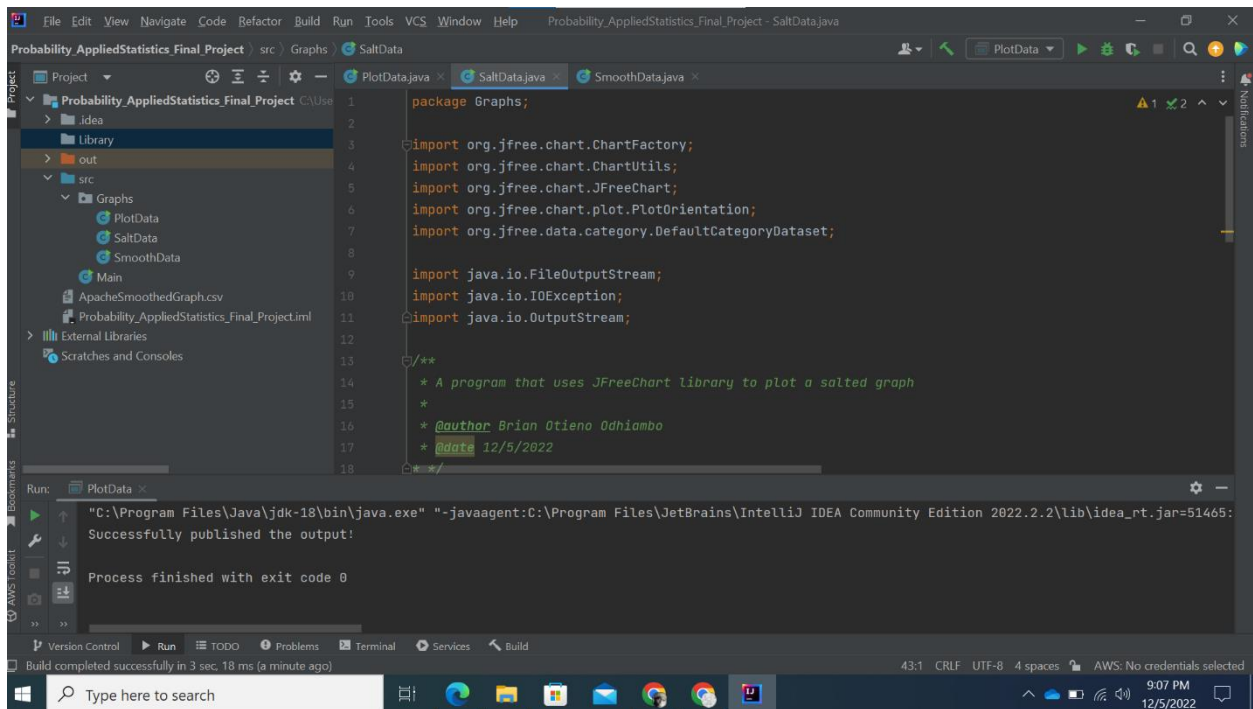 File Edit View Navigate Code Refactor Build Run Tools VCS Window Help Probability_AppliedStatistics_Final_Project - SaltData.java
Probability_AppliedStatistics_Final_Project src Graphs SaltData PlotData
Project PlotData.java SaltData.java SmoothData.java
Probability_AppliedStatistics_Final_Project C:\Use
.idea
Library
out
src
Graphs
PlotData
SaltData
SmoothData
Main
ApacheSmoothedGraph.csv
Probability_AppliedStatistics_Final_Project.iml
External Libraries
Scratches and Consoles
1 package Graphs;
2
3 import org.jfree.chart.ChartFactory;
4 import org.jfree.chart.ChartUtils;
5 import org.jfree.chart.JFreeChart;
6 import org.jfree.chart.plot.PlotOrientation;
7 import org.jfree.data.category.DefaultCategoryDataset;
8
9 import java.io.FileOutputStream;
10 import java.io.IOException;
11 import java.io.OutputStream;
12
13 /**
14 * A program that uses JFreeChart library to plot a salted graph
15 *
16 * @author Brian Otieno Odhiambo
17 * @date 12/5/2022
18 * */
1 2
Project
Structure
Bookmarks
AWS Toolkit
Notifications
Run: PlotData
"C:\Program Files\Java\jdk-18\bin\java.exe" "-javaagent:C:\Program Files\JetBrains\IntelliJ IDEA Community Edition 2022.2.2\lib\idea_rt.jar=51465:
Successfully published the output!
Process finished with exit code 0
Version Control Run TODO Problems Terminal Services Build
Build completed successfully in 3 sec, 18 ms (a minute ago) 43:1 CRLF UTF-8 4 spaces AWS: No credentials selected
Type here to search 9:07 PM
12/5/2022